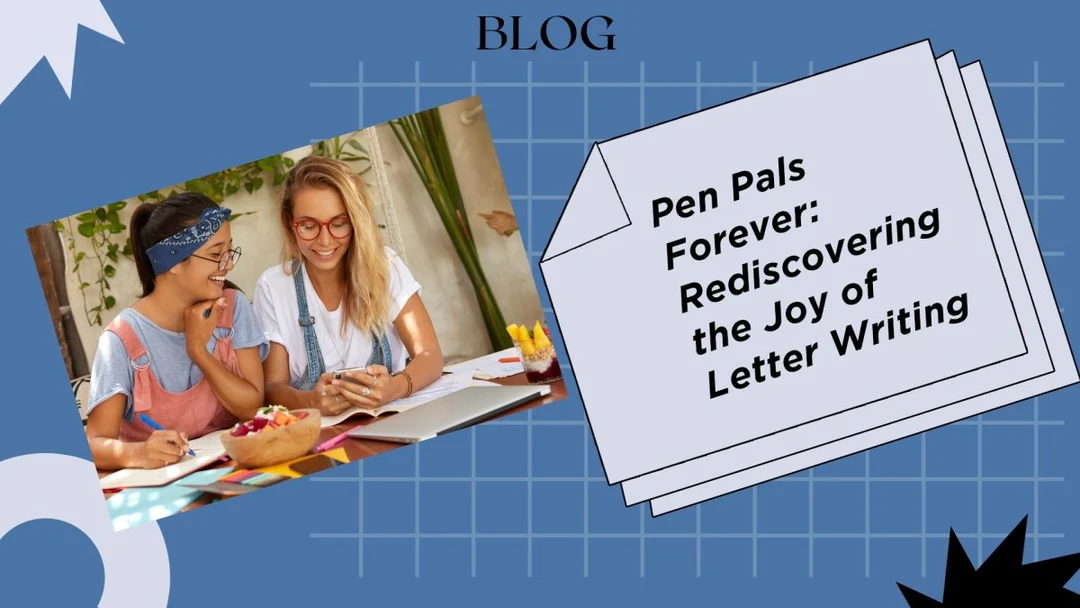 BLOG
Pen Pals
Forever:
Rediscovering
the Joy of
Letter Writing